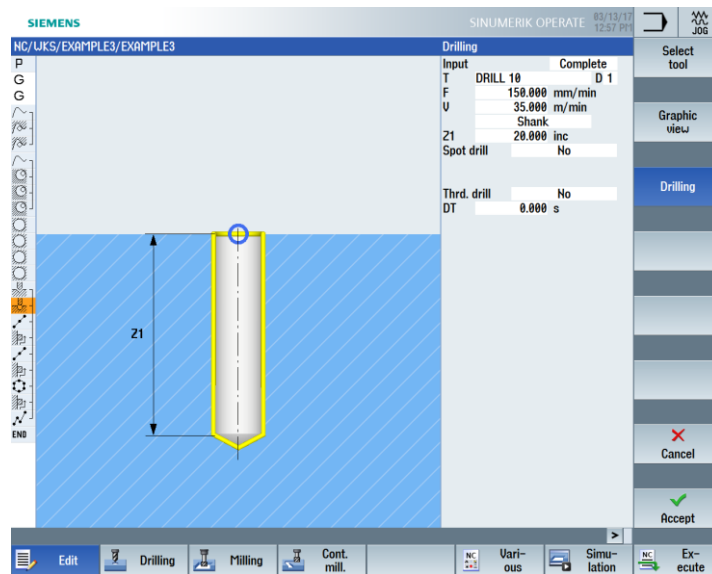 SIEMENS
SINUMERIK OPERATE
03/13/17
12:57 PM
JOG
NC/WKS/EXAMPLE3/EXAMPLE3
Drilling
Select
tool
P
G
G
Input Complete
T DRILL 10 D 1
F 150.000 mm/min
V 35.000 m/min
Shank
Z1 20.000 inc
Spot drill No
Thrd. drill No
DT 0.000 s
Graphic
view
Drilling
Z1
END
Cancel
Accept
>
Edit
Drilling
Milling
Cont.
mill.
NC
Vari-
ous
Simu-
lation
NC
Ex-
ecute